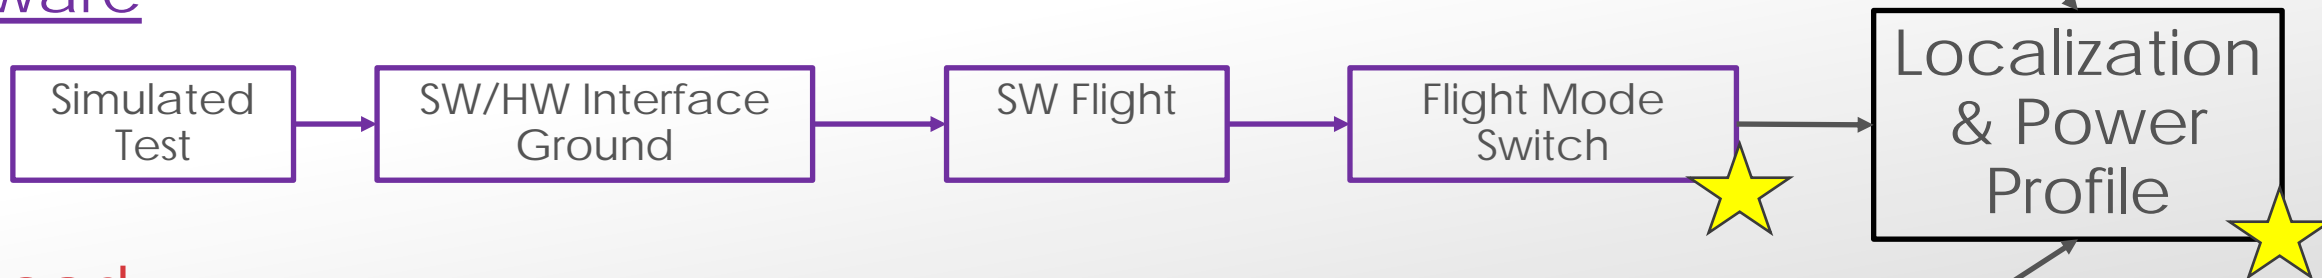 Simulated
Test
SW/HW Interface
Ground
SW Flight
Flight Mode
Switch
Localization
& Power
Profile